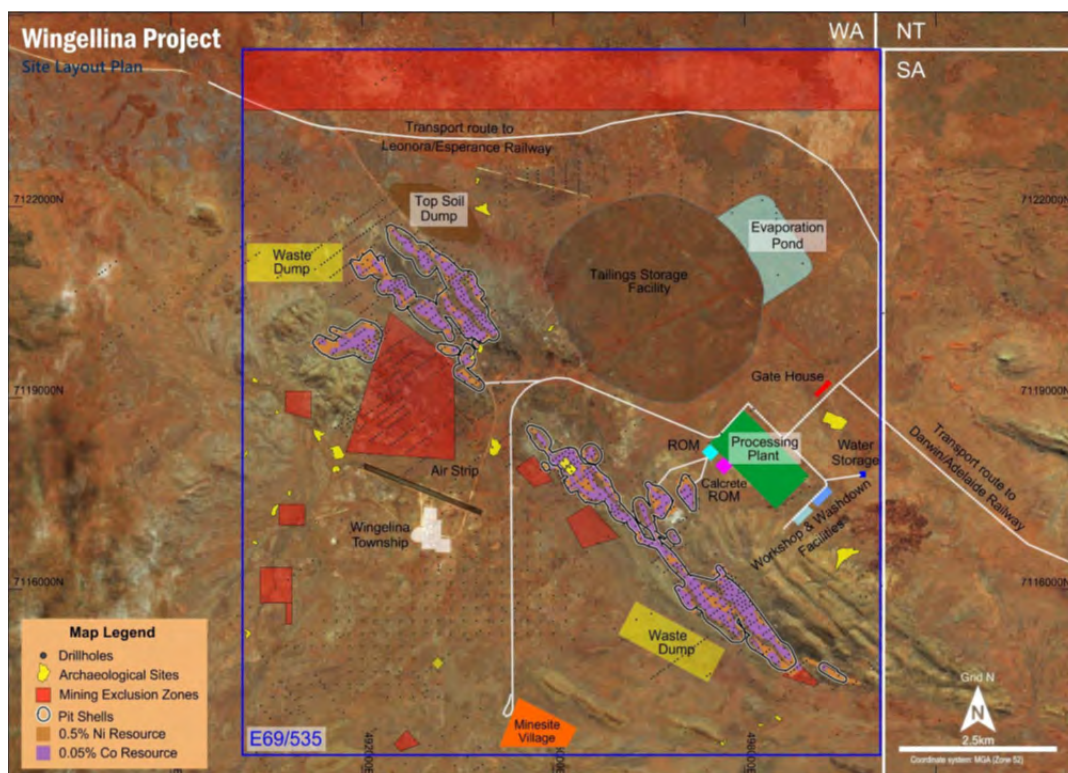 Wingellina Project
Site Layout Plan
WA
NT
SA
Transport route to
Leonora/Esperance Railway
7122000N
7122000N
Top Soil
Dump
Evaporation
Pond
Waste
Dump
Tailings Storage
Facility
7119000N
7119000N
Gate House
ROM
Processing
Plant
Water
Storage
Calcrete
ROM
Transport route to
Darwin/Adelaide Railway
Air Strip
Wingelina
Township
Workshop & Washdown
Facilities
7116000N
7116000N
Waste
Dump
Map Legend
Drillholes
Archaeological Sites
Mining Exclusion Zones
Pit Shells
0.5% Ni Resource
0.05% Co Resource
Minesite
Village
E69/535
Grid N
N
2.5km
Coordinate system: MGA (Zone 52)